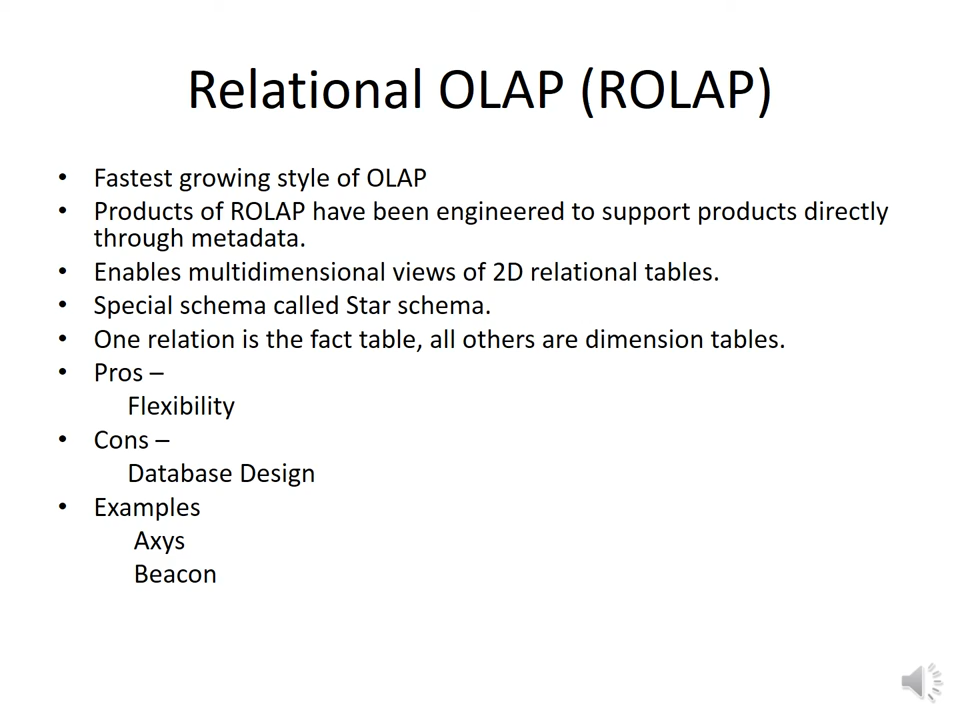 Relational OLAP (ROLAP)
• Fastest growing style of OLAP
• Products of ROLAP have been engineered to support products directly
through metadata.
• Enables multidimensional views of 2D relational tables.
• Special schema called Star schema.
• One relation is the fact table, all others are dimension tables.
• Pros –
Flexibility
• Cons –
Database Design
• Examples
Axys
Beacon